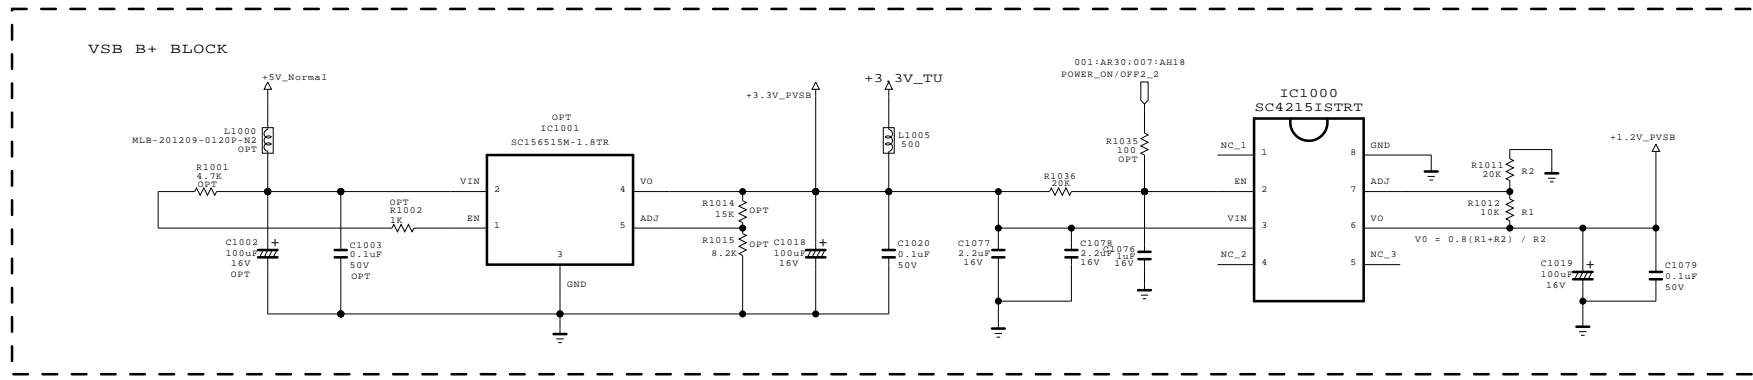 VSB B+ BLOCK
+5V_Normal
L1000
MLB-201209-0120P-N2
OPT
R1001
4.7K
OPT
OPT
R1002
1K
C1002
100uF
16V
OPT
C1003
0.1uF
50V
OPT
OPT
IC1001
SC156515M-1.8TR
VIN
2
EN
1
3
GND
4
VO
5
ADJ
R1014
15K
OPT
R1015
8.2K
OPT
+3.3V_PVSB
C1018
100uF
16V
+3.3V_TU
L1005
500
C1020
0.1uF
50V
C1077
2.2uF
16V
C1078
2.2uF
16V
R1036
20K
001:AR30;007:AH18
POWER_ON/OFF2_2
R1035
100
OPT
C1076
1uF
16V
IC1000
SC4215ISTRT
NC_1
1
EN
2
VIN
3
NC_2
4
8
GND
7
ADJ
6
VO
5
NC_3
R1011
20K
R2
R1012
10K
R1
V0 = 0.8(R1+R2) / R2
+1.2V_PVSB
C1019
100uF
16V
C1079
0.1uF
50V